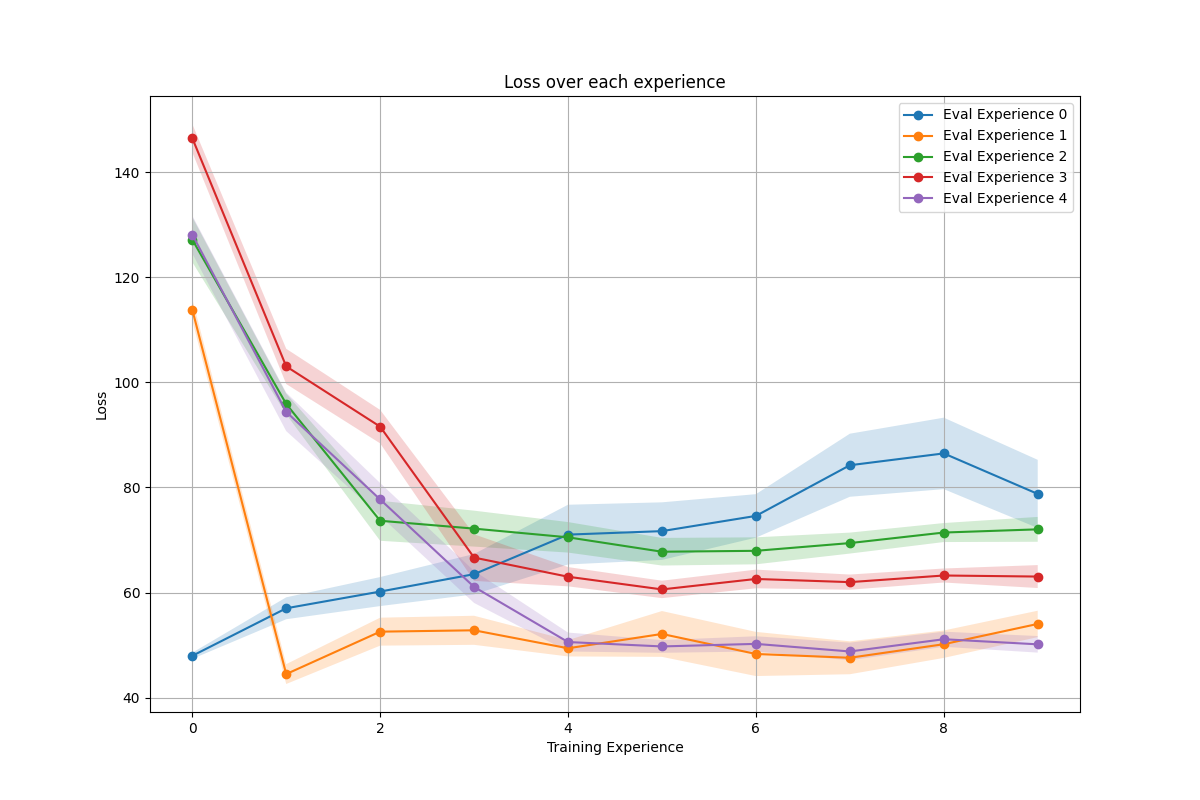 Loss over each experience
Eval Experience 0
Eval Experience 1
Eval Experience 2
Eval Experience 3
Eval Experience 4
140
120
100
80
60
40
Loss
0 2 4 6 8
Training Experience